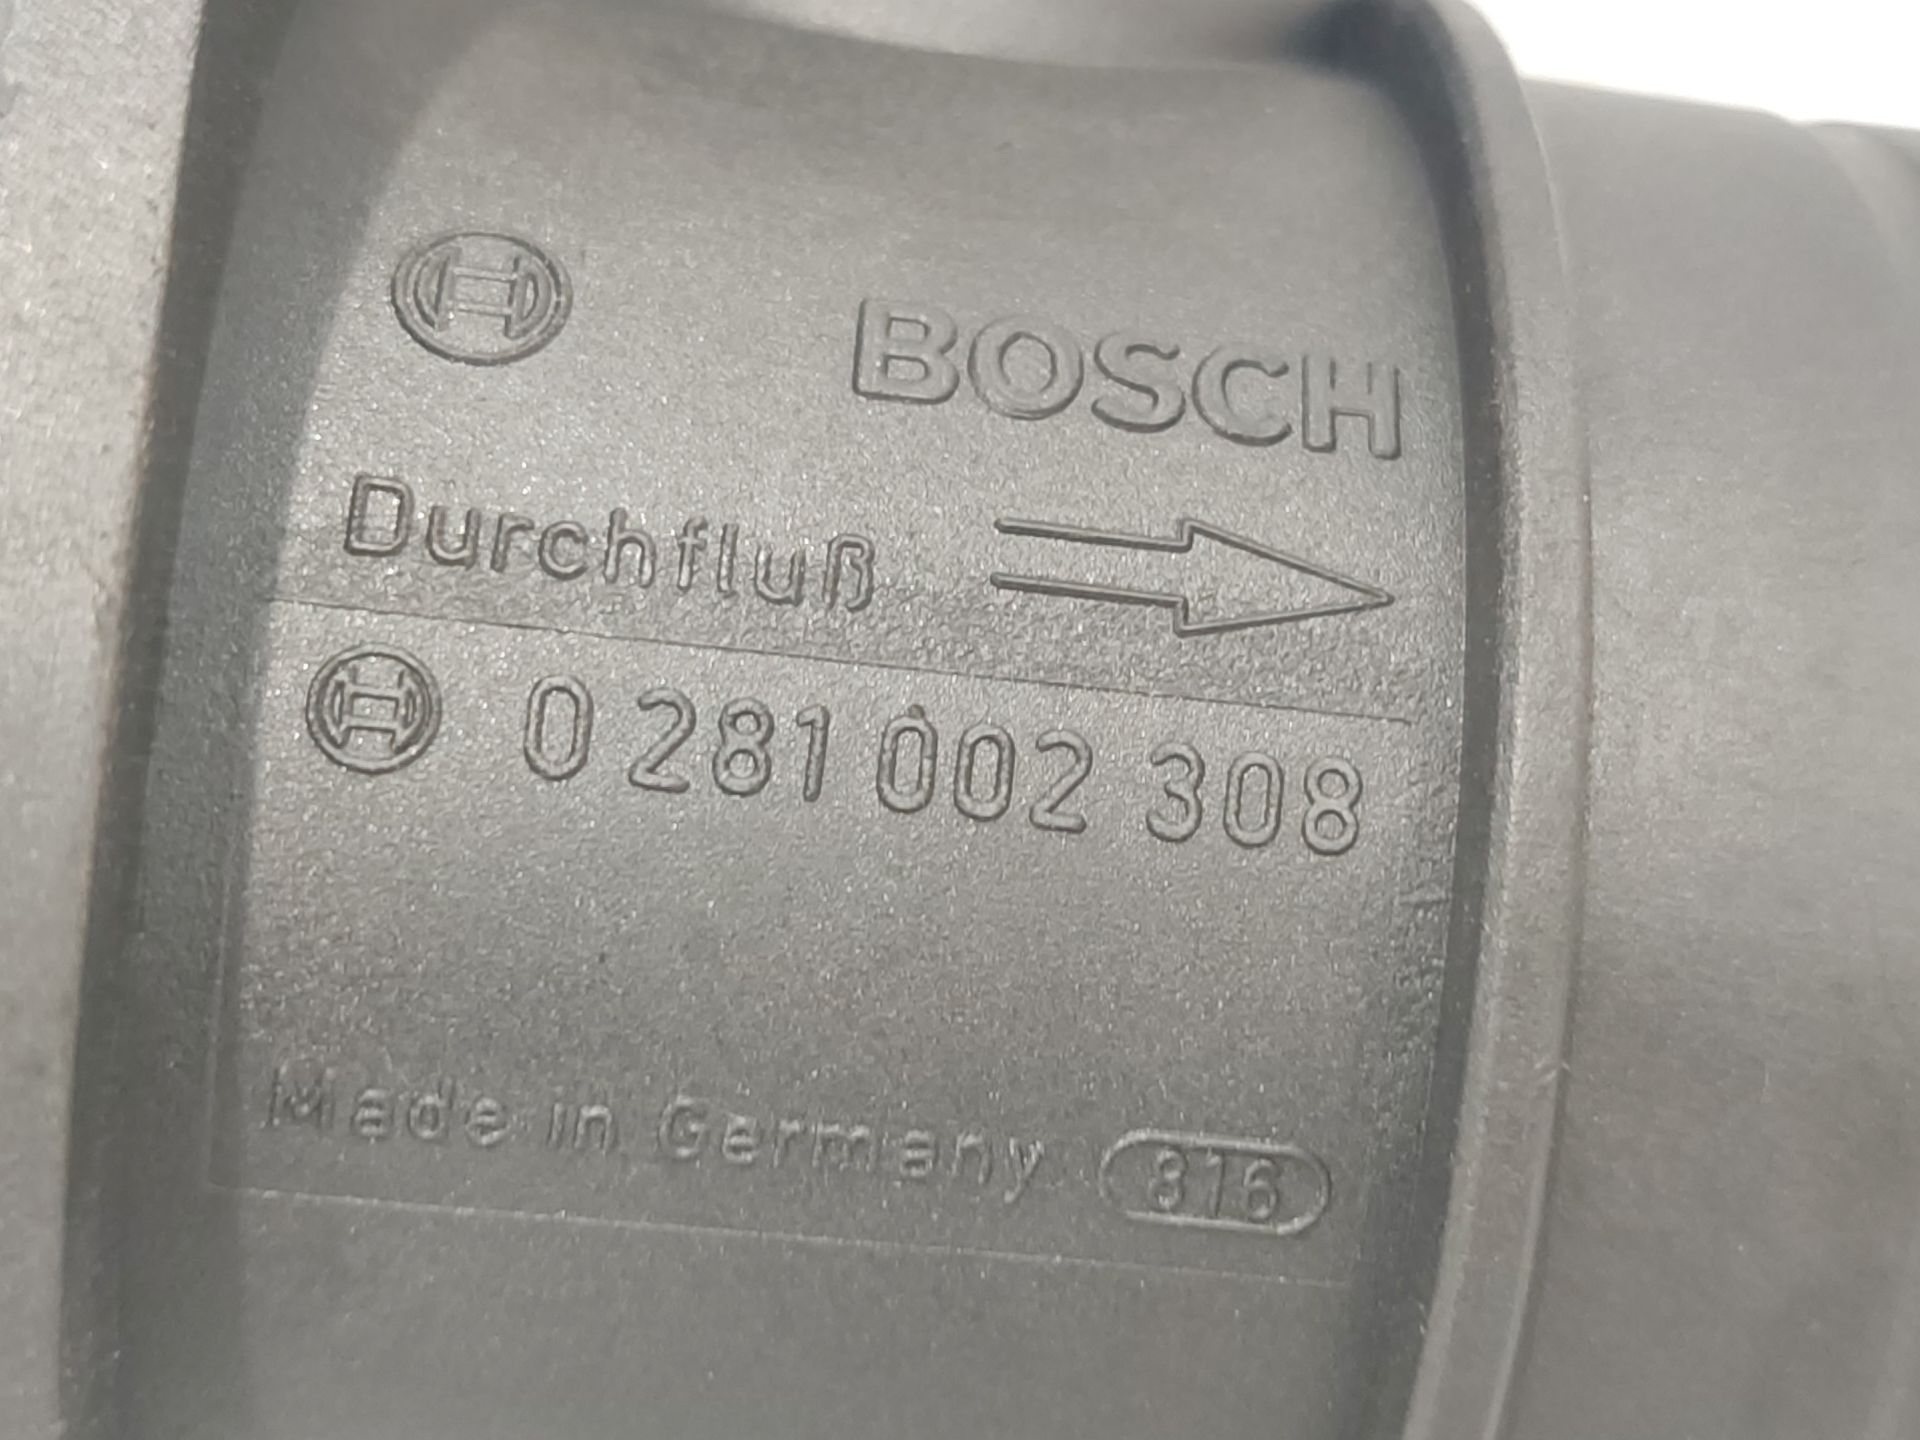 BOSCH
Durchfluß
0 281 002 308
Made in Germany 816